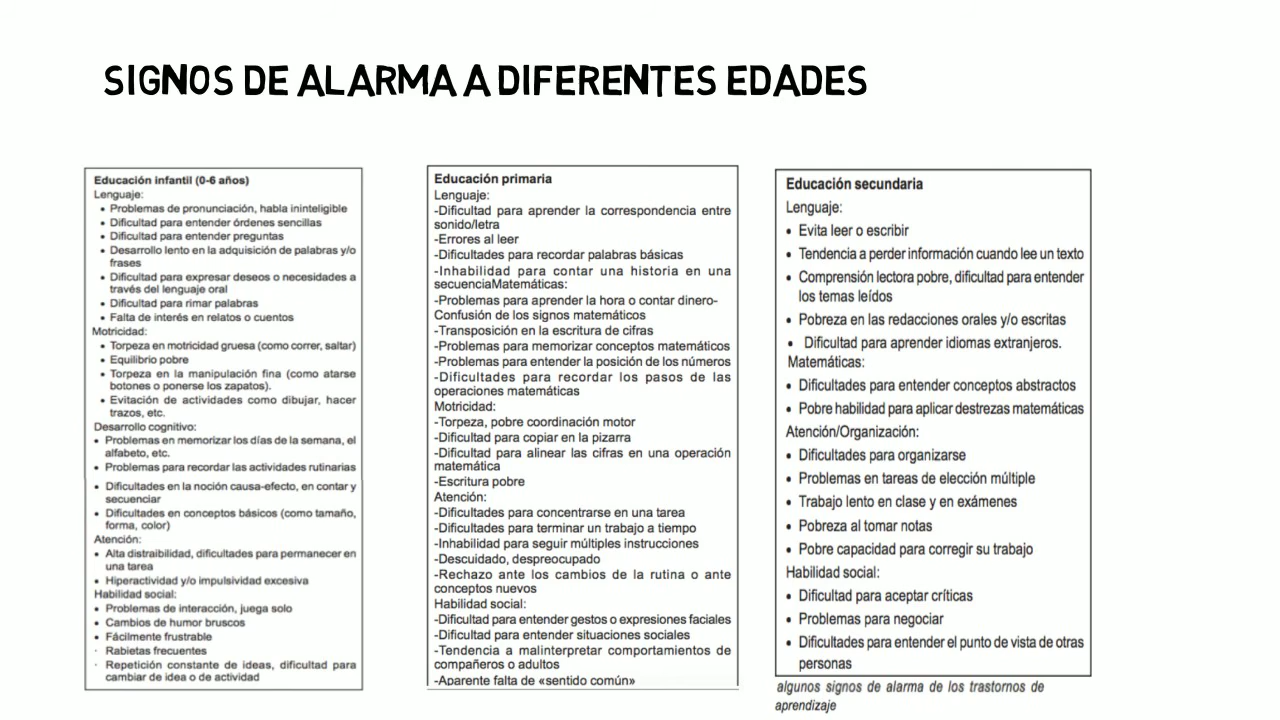 SIGNOS DE ALARMA A DIFERENTES EDADES
Educación infantil (0-6 años)
Lenguaje:
• Problemas de pronunciación, habla ininteligible
• Dificultad para entender órdenes sencillas
• Dificultad para entender preguntas
• Desarrollo lento en la adquisición de palabras y/o
frases
• Dificultad para expresar deseos o necesidades a
través del lenguaje oral
• Dificultad para rimar palabras
• Falta de interés en relatos o cuentos
Motricidad:
• Torpeza en motricidad gruesa (como correr, saltar)
• Equilibrio pobre
• Torpeza en la manipulación fina (como atarse
botones o ponerse los zapatos).
• Evitación de actividades como dibujar, hacer
trazos, etc.
Desarrollo cognitivo:
• Problemas en memorizar los días de la semana, el
alfabeto, etc.
• Problemas para recordar las actividades rutinarias
• Dificultades en la noción causa-efecto, en contar y
secuenciar
• Dificultades en conceptos básicos (como tamaño,
forma, color)
Atención:
• Alta distraibilidad, dificultades para permanecer en
una tarea
• Hiperactividad y/o impulsividad excesiva
Habilidad social:
• Problemas de interacción, juega solo
• Cambios de humor bruscos
• Fácilmente frustrable
· Rabietas frecuentes
· Repetición constante de ideas, dificultad para
cambiar de idea o de actividad
Educación primaria
Lenguaje:
-Dificultad para aprender la correspondencia entre
sonido/letra
-Errores al leer
-Dificultades para recordar palabras básicas
-Inhabilidad para contar una historia en una
secuenciaMatemáticas:
-Problemas para aprender la hora o contar dinero-
Confusión de los signos matemáticos
-Transposición en la escritura de cifras
-Problemas para memorizar conceptos matemáticos
-Problemas para entender la posición de los números
-Dificultades para recordar los pasos de las
operaciones matemáticas
Motricidad:
-Torpeza, pobre coordinación motor
-Dificultad para copiar en la pizarra
-Dificultad para alinear las cifras en una operación
matemática
-Escritura pobre
Atención:
-Dificultades para concentrarse en una tarea
-Dificultades para terminar un trabajo a tiempo
-Inhabilidad para seguir múltiples instrucciones
-Descuidado, despreocupado
-Rechazo ante los cambios de la rutina o ante
conceptos nuevos
Habilidad social:
-Dificultad para entender gestos o expresiones faciales
-Dificultad para entender situaciones sociales
-Tendencia a malinterpretar comportamientos de
compañeros o adultos
-Aparente falta de «sentido común»
Educación secundaria
Lenguaje:
• Evita leer o escribir
• Tendencia a perder información cuando lee un texto
• Comprensión lectora pobre, dificultad para entender
los temas leídos
• Pobreza en las redacciones orales y/o escritas
• Dificultad para aprender idiomas extranjeros.
Matemáticas:
• Dificultades para entender conceptos abstractos
• Pobre habilidad para aplicar destrezas matemáticas
Atención/Organización:
• Dificultades para organizarse
• Problemas en tareas de elección múltiple
• Trabajo lento en clase y en exámenes
• Pobreza al tomar notas
• Pobre capacidad para corregir su trabajo
Habilidad social:
• Dificultad para aceptar críticas
• Problemas para negociar
• Dificultades para entender el punto de vista de otras
personas
algunos signos de alarma de los trastornos de
aprendizaje